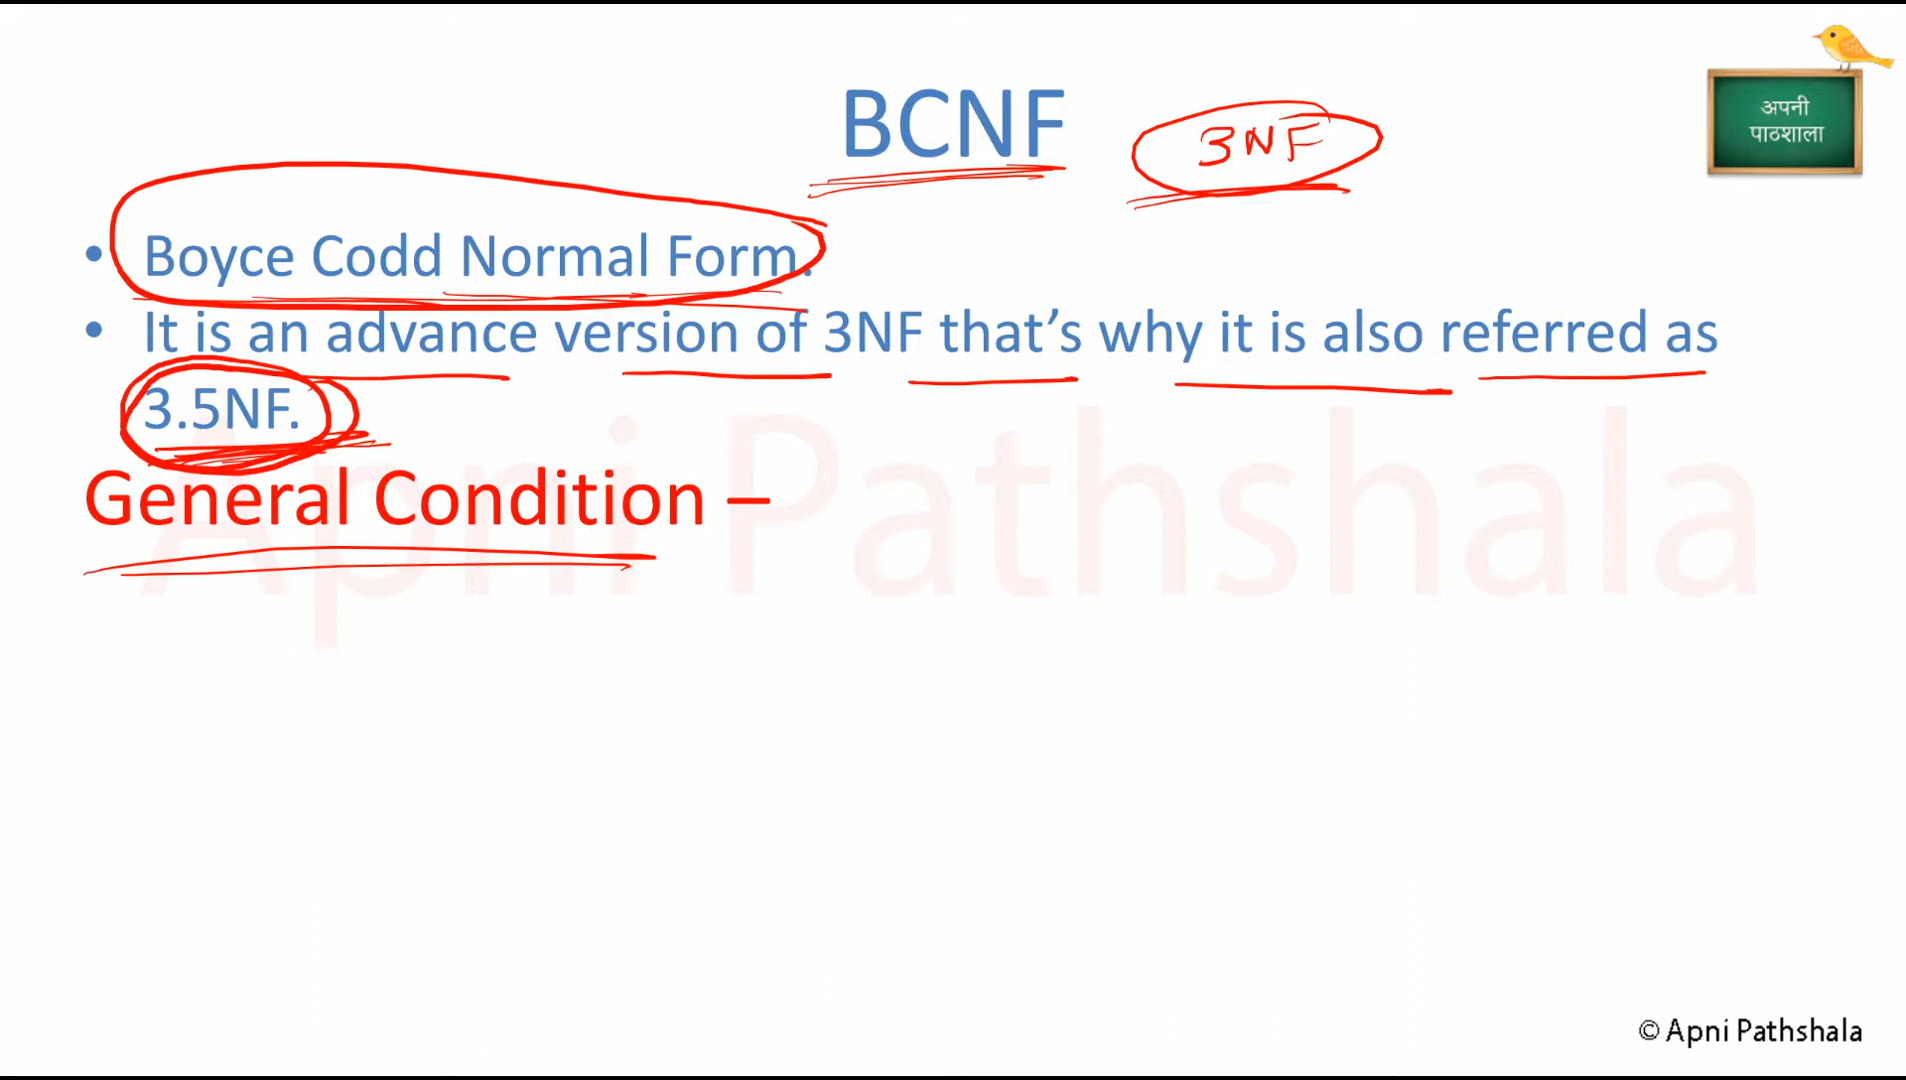 BCNF
3NF
अपनी
पाठशाला
• Boyce Codd Normal Form.
• It is an advance version of 3NF that’s why it is also referred as
3.5NF.
General Condition –
Apni Pathshala
© Apni Pathshala